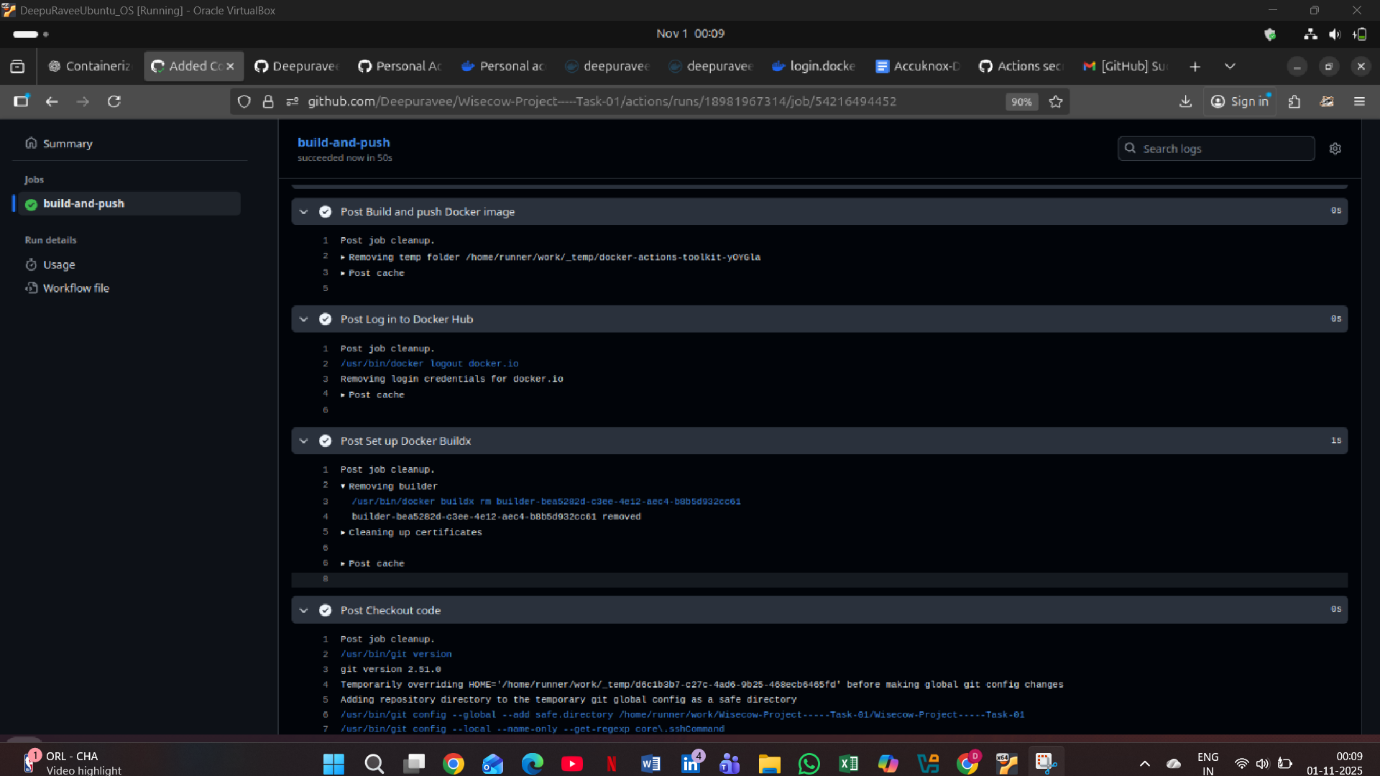 DeepuRaveeUbuntu_OS [Running] - Oracle VirtualBox
Nov 1 00:09
Containeriz
Added Co
Deepuravee
Personal Ac
Personal ac
deepuravee
deepuravee
login.docke
Accuknox-D
Actions sec
[GitHub] Su
github.com/Deepuravee/Wisecow-Project-----Task-01/actions/runs/18981967314/job/54216494452
90%
Sign in
Summary
Jobs
build-and-push
Run details
Usage
Workflow file
build-and-push
succeeded now in 50s
Search logs
Post Build and push Docker image
0s
1 Post job cleanup.
2 Removing temp folder /home/runner/work/_temp/docker-actions-toolkit-yOYGla
3 Post cache
5
Post Log in to Docker Hub
0s
1 Post job cleanup.
2 /usr/bin/docker logout docker.io
3 Removing login credentials for docker.io
4 Post cache
6
Post Set up Docker Buildx
1s
1 Post job cleanup.
2 Removing builder
3 /usr/bin/docker buildx rm builder-bea5282d-c3ee-4e12-aec4-b8b5d932cc61
4 builder-bea5282d-c3ee-4e12-aec4-b8b5d932cc61 removed
5 Cleaning up certificates
6
6 Post cache
8
Post Checkout code
0s
1 Post job cleanup.
2 /usr/bin/git version
3 git version 2.51.0
4 Temporarily overriding HOME='/home/runner/work/_temp/d6c1b3b7-c27c-4ad6-9b25-468ecb6465fd' before making global git config changes
5 Adding repository directory to the temporary git global config as a safe directory
6 /usr/bin/git config --global --add safe.directory /home/runner/work/Wisecow-Project-----Task-01/Wisecow-Project-----Task-01
7 /usr/bin/git config --local --name-only --get-regexp core\.sshCommand
1
ORL - CHA
Video highlight
4
D
ENG
IN
00:09
01-11-2025